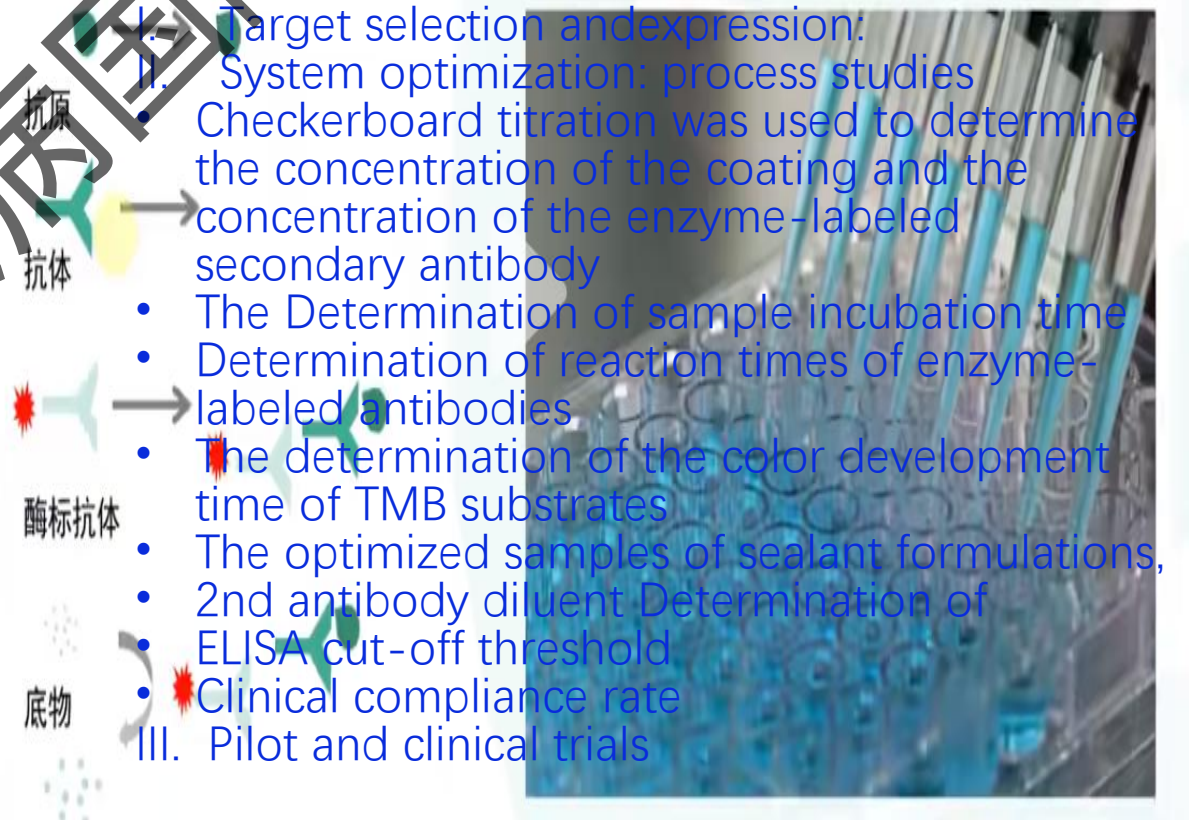 I. Target selection andexpression:
II. System optimization: process studies
抗原
• Checkerboard titration was used to determine
the concentration of the coating and the
concentration of the enzyme-labeled
secondary antibody
抗体
• The Determination of sample incubation time
• Determination of reaction times of enzyme-
labeled antibodies
• The determination of the color development
time of TMB substrates
酶标抗体
• The optimized samples of sealant formulations,
• 2nd antibody diluent Determination of
• ELISA cut-off threshold
• Clinical compliance rate
底物
III. Pilot and clinical trials
病国